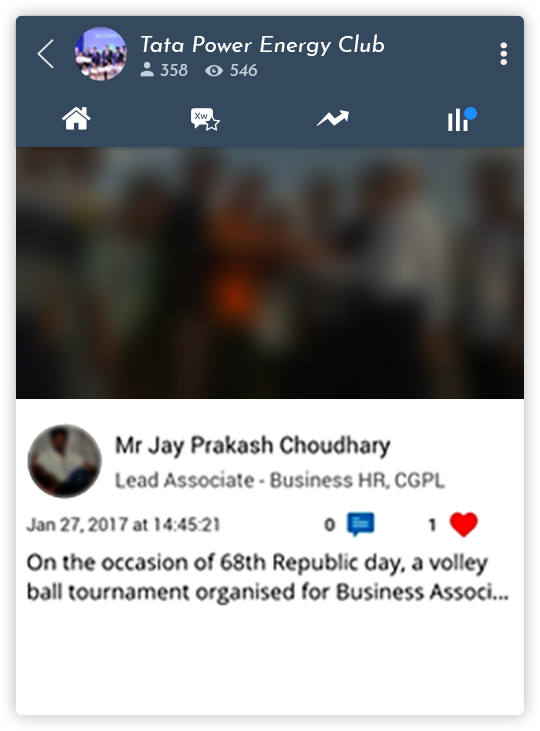 Tata Power Energy Club
358 546
Xw
Mr Jay Prakash Choudhary
Lead Associate - Business HR, CGPL
Jan 27, 2017 at 14:45:21 0 1
On the occasion of 68th Republic day, a volley
ball tournament organised for Business Associ...